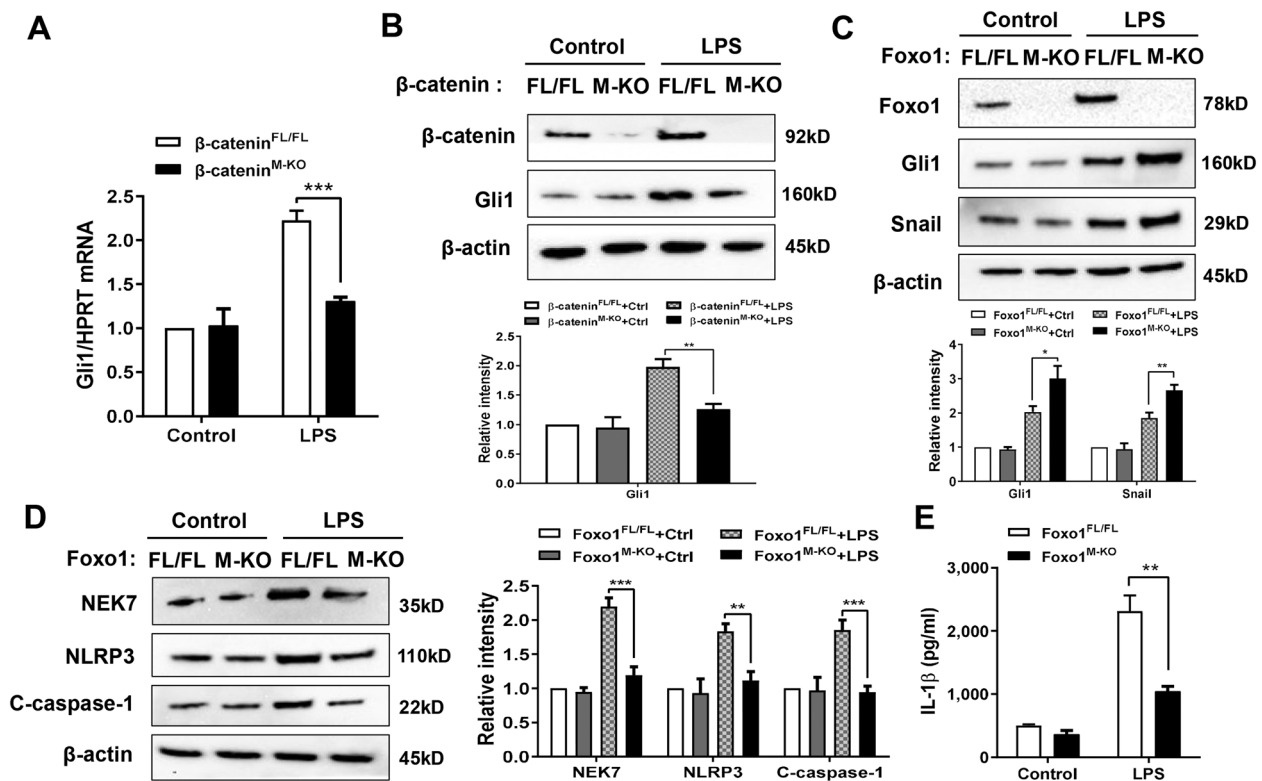 A
β-catenin^FL/FL
β-catenin^M-KO
***
Gli1/HPRT mRNA
2.5
2.0
1.5
1.0
0.5
0.0
Control LPS
B
Control LPS
β-catenin : FL/FL M-KO FL/FL M-KO
β-catenin 92kD
Gli1 160kD
β-actin 45kD
β-catenin^FL/FL+Ctrl β-catenin^FL/FL+LPS
β-catenin^M-KO+Ctrl β-catenin^M-KO+LPS
**
Relative intensity
2.5
2.0
1.5
1.0
0.5
0.0
Gli1
C
Control LPS
Foxo1: FL/FL M-KO FL/FL M-KO
Foxo1 78kD
Gli1 160kD
Snail 29kD
β-actin 45kD
Foxo1^FL/FL+Ctrl Foxo1^FL/FL+LPS
Foxo1^M-KO+Ctrl Foxo1^M-KO+LPS
* **
Relative intensity
4
3
2
1
0
Gli1 Snail
D
Control LPS
Foxo1: FL/FL M-KO FL/FL M-KO
NEK7 35kD
NLRP3 110kD
C-caspase-1 22kD
β-actin 45kD
Foxo1^FL/FL+Ctrl Foxo1^FL/FL+LPS
Foxo1^M-KO+Ctrl Foxo1^M-KO+LPS
*** ** ***
Relative intensity
2.5
2.0
1.5
1.0
0.5
0.0
NEK7 NLRP3 C-caspase-1
E
Foxo1^FL/FL
Foxo1^M-KO
**
IL-1β (pg/ml)
3,000
2,000
1,000
0
Control LPS